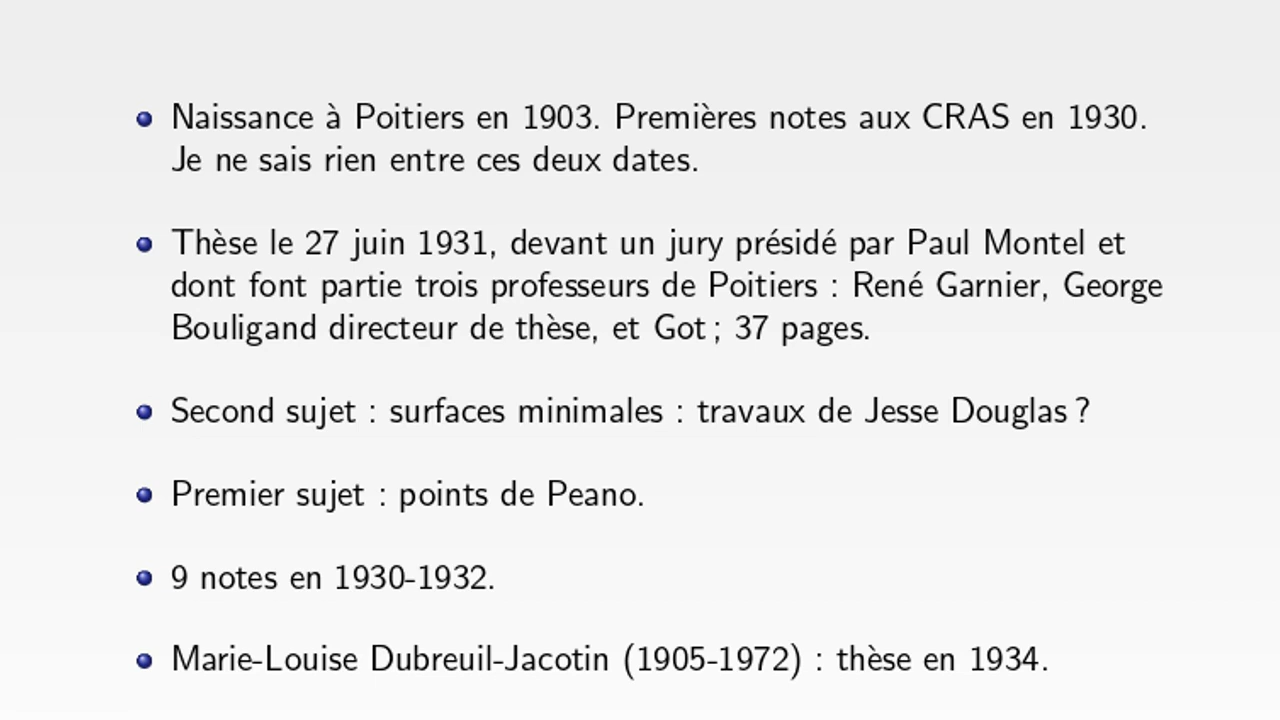 Naissance à Poitiers en 1903. Premières notes aux CRAS en 1930.
Je ne sais rien entre ces deux dates.
Thèse le 27 juin 1931, devant un jury présidé par Paul Montel et
dont font partie trois professeurs de Poitiers : René Garnier, George
Bouligand directeur de thèse, et Got ; 37 pages.
Second sujet : surfaces minimales : travaux de Jesse Douglas ?
Premier sujet : points de Peano.
9 notes en 1930-1932.
Marie-Louise Dubreuil-Jacotin (1905-1972) : thèse en 1934.